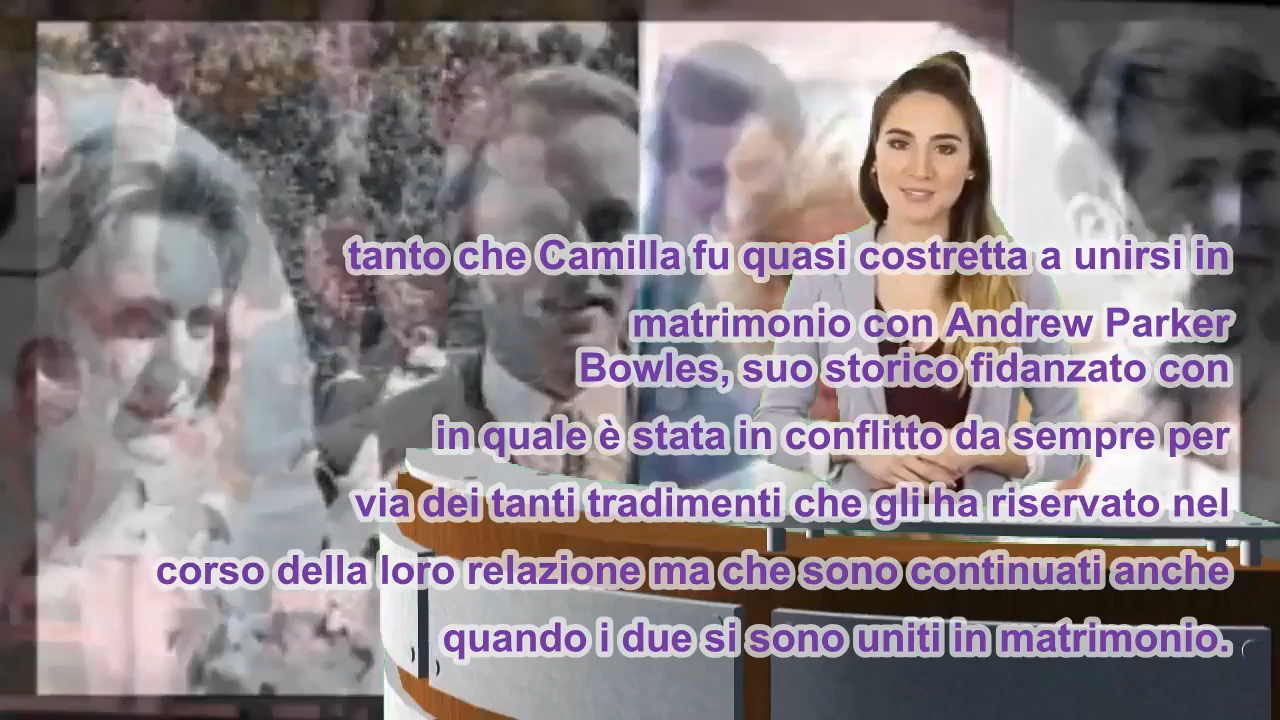 tanto che Camilla fu quasi costretta a unirsi in
matrimonio con Andrew Parker
Bowles, suo storico fidanzato con
in quale è stata in conflitto da sempre per
via dei tanti tradimenti che gli ha riservato nel
corso della loro relazione ma che sono continuati anche
quando i due si sono uniti in matrimonio.